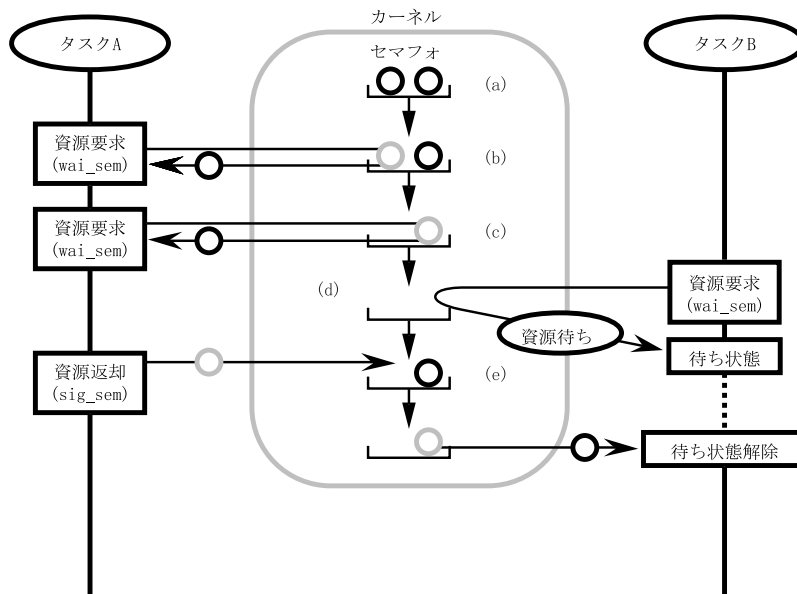 カーネル
タスクA
タスクB
セマフォ
(a)
資源要求
(wai_sem)
(b)
資源要求
(wai_sem)
(c)
資源要求
(wai_sem)
(d)
資源待ち
待ち状態
資源返却
(sig_sem)
(e)
待ち状態解除